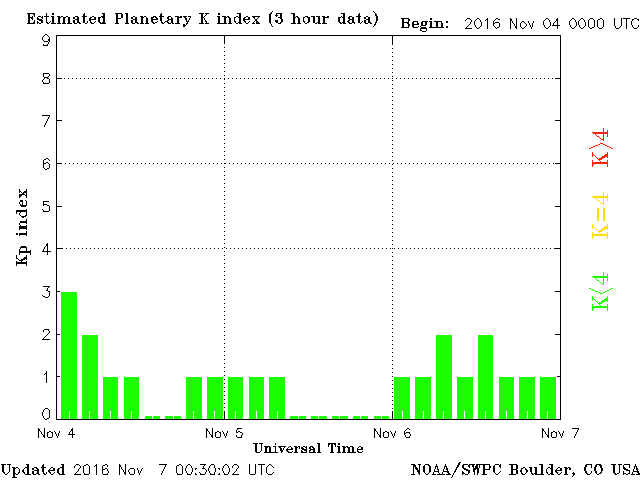 Estimated Planetary K index (3 hour data) Begin: 2016 Nov 04 0000 UTC
9
8
7
6
5
4
3
2
1
0
Kp index
K>4
K=4
K<4
Nov 4 Nov 5 Nov 6 Nov 7
Universal Time
Updated 2016 Nov 7 00:30:02 UTC NOAA/SWPC Boulder, CO USA